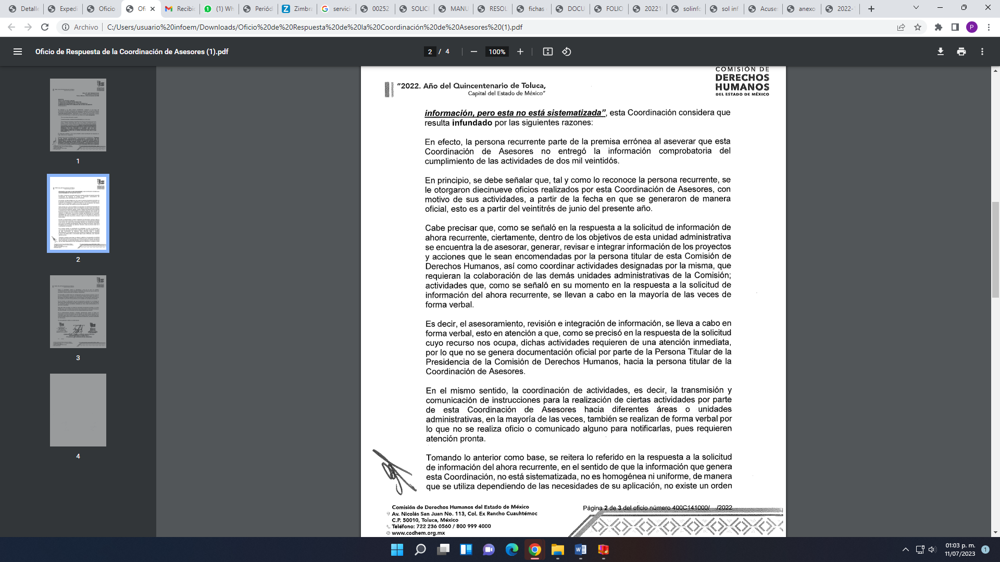 Detalle
Expedi
Oficio
Ofi
Recibid
(1) Wh
Periód
Zimbra
servici
00252
SOLICI
MANU
RESOL
fichas
DOCU
FOLIO
20221
solinfo
sol inf
Acuse
anexo
2022-
Archivo
C:/Users/usuario%20infoem/Downloads/Oficio%20de%20Respuesta%20de%20la%20Coordinación%20de%20Asesores%20(1).pdf
P
Oficio de Respuesta de la Coordinación de Asesores (1).pdf
2 / 4
100%
1
2
3
4
COMISIÓN DE
DERECHOS
HUMANOS
DEL ESTADO DE MÉXICO
"2022. Año del Quincentenario de Toluca,
Capital del Estado de México"
información, pero esta no está sistematizada", esta Coordinación considera que
resulta infundado por las siguientes razones:
En efecto, la persona recurrente parte de la premisa errónea al aseverar que esta
Coordinación de Asesores no entregó la información comprobatoria del
cumplimiento de las actividades de dos mil veintidós.
En principio, se debe señalar que, tal y como lo reconoce la persona recurrente, se
le otorgaron diecinueve oficios realizados por esta Coordinación de Asesores, con
motivo de sus actividades, a partir de la fecha en que se generaron de manera
oficial, esto es a partir del veintitrés de junio del presente año.
Cabe precisar que, como se señaló en la respuesta a la solicitud de información de
ahora recurrente, ciertamente, dentro de los objetivos de esta unidad administrativa
se encuentra la de asesorar, generar, revisar e integrar información de los proyectos
y acciones que le sean encomendadas por la persona titular de esta Comisión de
Derechos Humanos, así como coordinar actividades designadas por la misma, que
requieran la colaboración de las demás unidades administrativas de la Comisión;
actividades que, como se señaló en su momento en la respuesta a la solicitud de
información del ahora recurrente, se llevan a cabo en la mayoría de las veces de
forma verbal.
Es decir, el asesoramiento, revisión e integración de información, se lleva a cabo en
forma verbal, esto en atención a que, como se precisó en la respuesta de la solicitud
cuyo recurso nos ocupa, dichas actividades requieren de una atención inmediata,
por lo que no se genera documentación oficial por parte de la Persona Titular de la
Presidencia de la Comisión de Derechos Humanos, hacia la persona titular de la
Coordinación de Asesores.
En el mismo sentido, la coordinación de actividades, es decir, la transmisión y
comunicación de instrucciones para la realización de ciertas actividades por parte
de esta Coordinación de Asesores hacia diferentes áreas o unidades
administrativas, en la mayoría de las veces, también se realizan de forma verbal por
lo que no se realiza oficio o comunicado alguno para notificarlas, pues requieren
atención pronta.
Tomando lo anterior como base, se reitera lo referido en la respuesta a la solicitud
de información del ahora recurrente, en el sentido de que la información que genera
esta Coordinación, no está sistematizada, no es homogénea ni uniforme, de manera
que se utiliza dependiendo de las necesidades de su aplicación, no existe un orden
Comisión de Derechos Humanos del Estado de México
Av. Nicolás San Juan No. 113, Col. Ex Rancho Cuauhtémoc
C.P. 50010, Toluca, México
Teléfono: 722 236 0560 / 800 999 4000
www.codhem.org.mx
Página 2 de 3 del oficio número 400C141000/ /2022
01:03 p. m.
11/07/2023
1